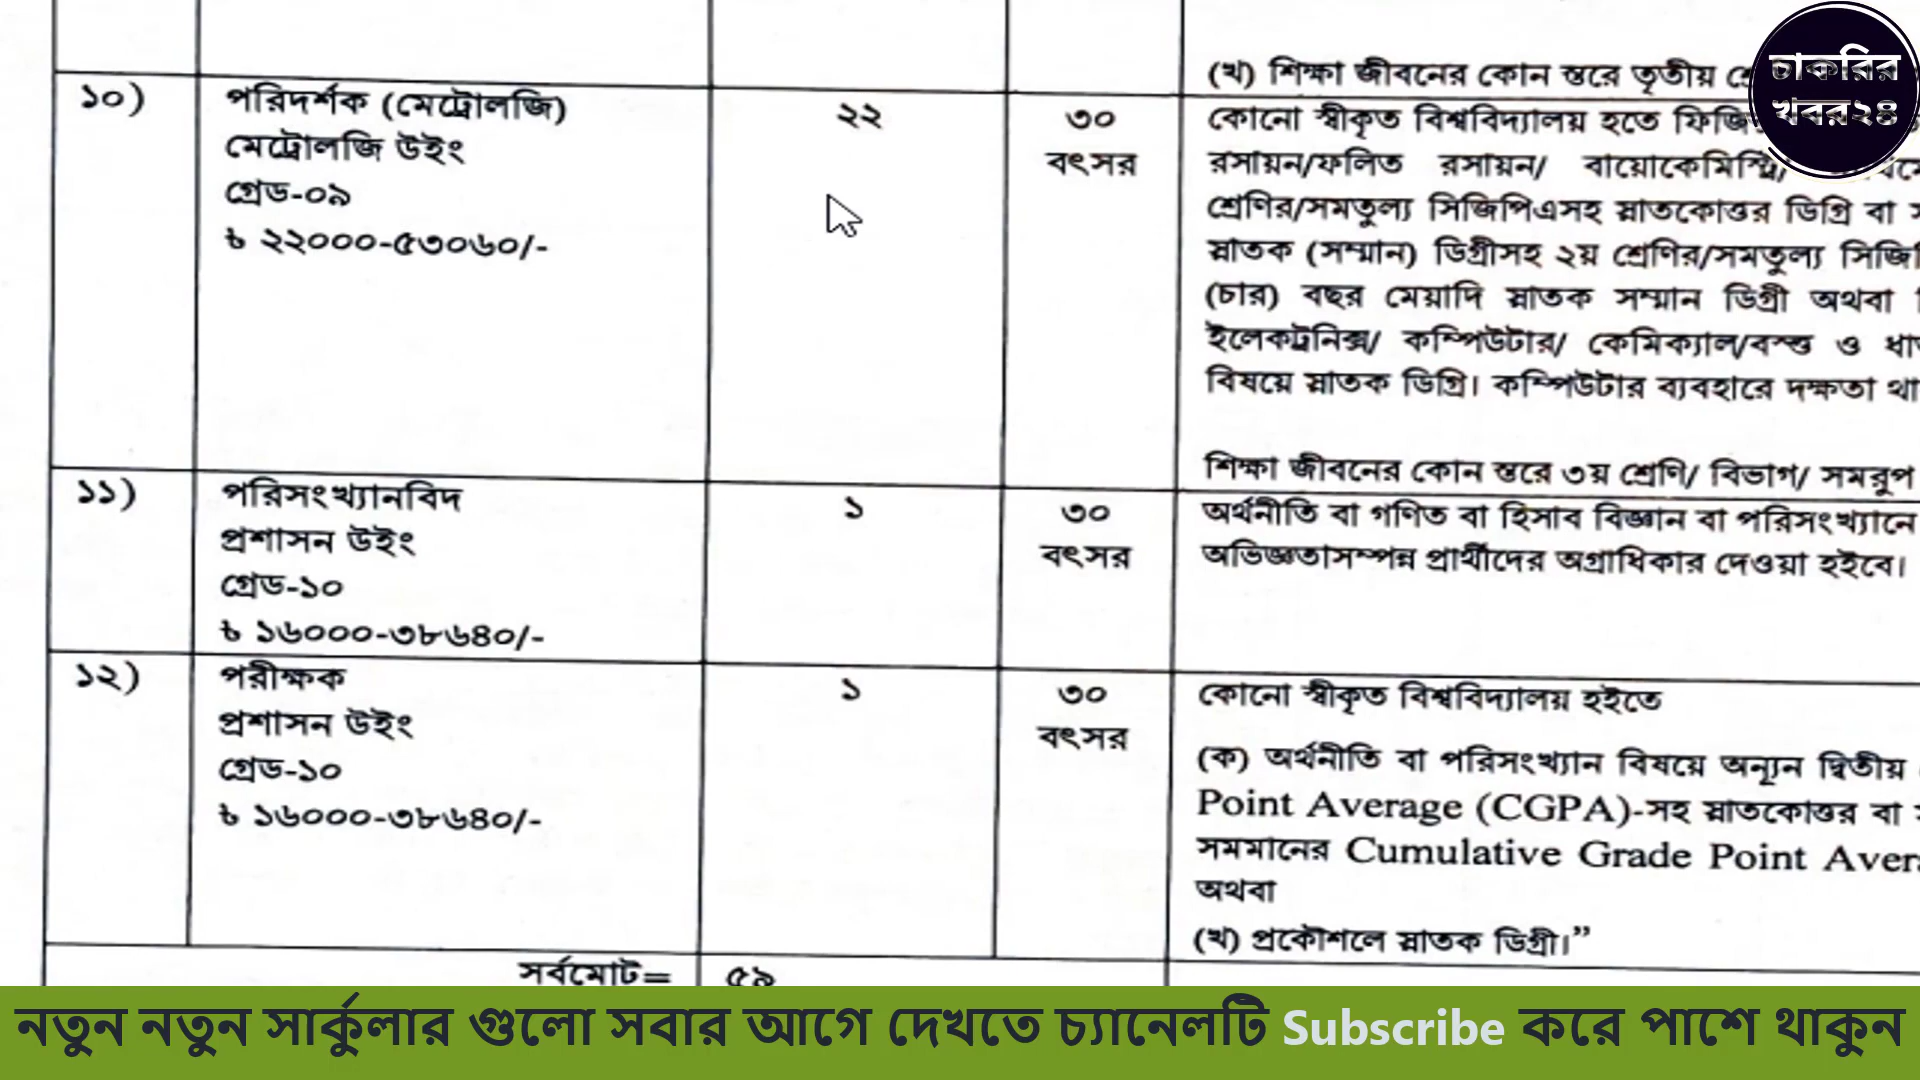 (খ) শিক্ষা জীবনের কোন স্তরে তৃতীয়
চাকরির
খবর২৪
১০)
পরিদর্শক (মেট্রোলজি)
মেট্রোলজি উইং
গ্রেড-০৯
৳ ২২০০০-৫৩০৬০/-
২২
৩০
বৎসর
কোনো স্বীকৃত বিশ্ববিদ্যালয় হতে
রসায়ন/ফলিত রসায়ন/ বায়োকেমিস্ট্রি/
শ্রেণির/সমতুল্য সিজিপিএসহ স্নাতকোত্তর ডিগ্রি বা
স্নাতক (সম্মান) ডিগ্রীসহ ২য় শ্রেণির/সমতুল্য
(চার) বছর মেয়াদি স্নাতক সম্মান ডিগ্রী অথবা
ইলেকট্রনিক্স/ কম্পিউটার/ কেমিক্যাল/বস্তু ও
বিষয়ে স্নাতক ডিগ্রি। কম্পিউটার ব্যবহারে দক্ষতা
শিক্ষা জীবনের কোন স্তরে ৩য় শ্রেণি/ বিভাগ/ সমরুপ
১১)
পরিসংখ্যানবিদ
প্রশাসন উইং
গ্রেড-১০
৳ ১৬০০০-৩৮৬৪০/-
১
৩০
বৎসর
অর্থনীতি বা গণিত বা হিসাব বিজ্ঞান বা পরিসংখ্যানে
অভিজ্ঞতাসম্পন্ন প্রার্থীদের অগ্রাধিকার দেওয়া হইবে।
১২)
পরীক্ষক
প্রশাসন উইং
গ্রেড-১০
৳ ১৬০০০-৩৮৬৪০/-
১
৩০
বৎসর
কোনো স্বীকৃত বিশ্ববিদ্যালয় হইতে
(ক) অর্থনীতি বা পরিসংখ্যান বিষয়ে অন্যূন দ্বিতীয়
Point Average (CGPA)-সহ স্নাতকোত্তর বা
সমমানের Cumulative Grade Point
অথবা
(খ) প্রকৌশলে স্নাতক ডিগ্রী।”
সর্বমোট=
৫৯
নতুন নতুন সার্কুলার গুলো সবার আগে দেখতে চ্যানেলটি Subscribe করে পাশে থাকুন